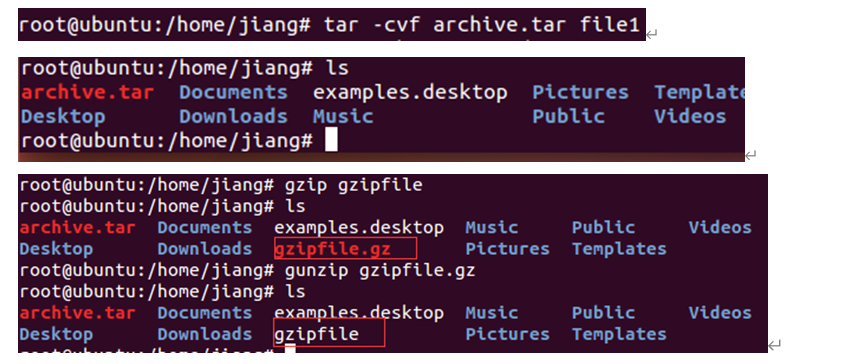 root@ubuntu:/home/jiang# tar -cvf archive.tar file1
root@ubuntu:/home/jiang# ls
archive.tar Documents examples.desktop Pictures Template
Desktop Downloads Music Public Videos
root@ubuntu:/home/jiang#
root@ubuntu:/home/jiang# gzip gzipfile
root@ubuntu:/home/jiang# ls
archive.tar Documents examples.desktop Music Public Videos
Desktop Downloads gzipfile.gz Pictures Templates
root@ubuntu:/home/jiang# gunzip gzipfile.gz
root@ubuntu:/home/jiang# ls
archive.tar Documents examples.desktop Music Public Videos
Desktop Downloads gzipfile Pictures Templates